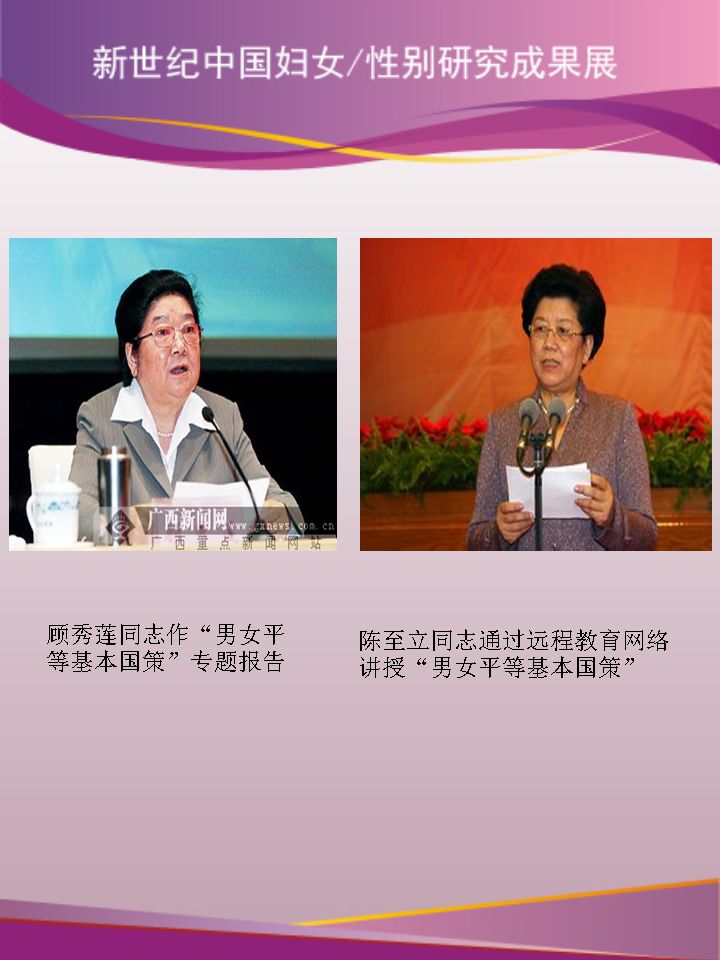 新世纪中国妇女/性别研究成果展
广西新闻网 www.gxnews.com.cn
广西重点新闻网站
顾秀莲同志作“男女平
等基本国策”专题报告
陈至立同志通过远程教育网络
讲授“男女平等基本国策”